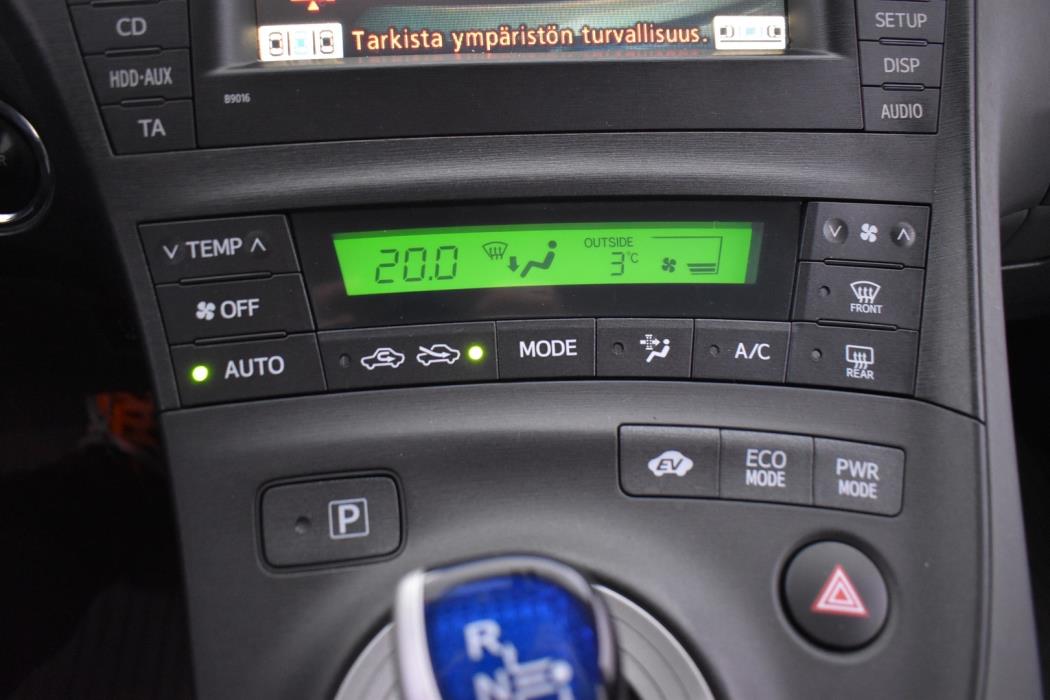 CD
Tarkista ympäristön turvallisuus.
SETUP
HDD·AUX
DISP
TA
B9016
AUDIO
TEMP
20.0
OUTSIDE
3°C
OFF
FRONT
AUTO
MODE
A/C
REAR
EV
ECO
MODE
PWR
MODE
P
R
N